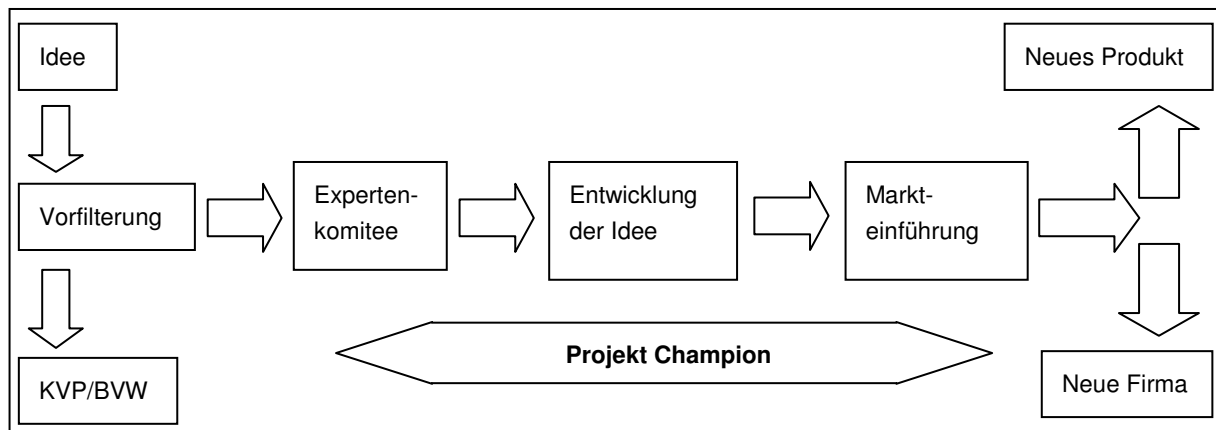 Idee
Neues Produkt
Vorfilterung
Experten-
komitee
Entwicklung
der Idee
Markt-
einführung
Projekt Champion
KVP/BVW
Neue Firma